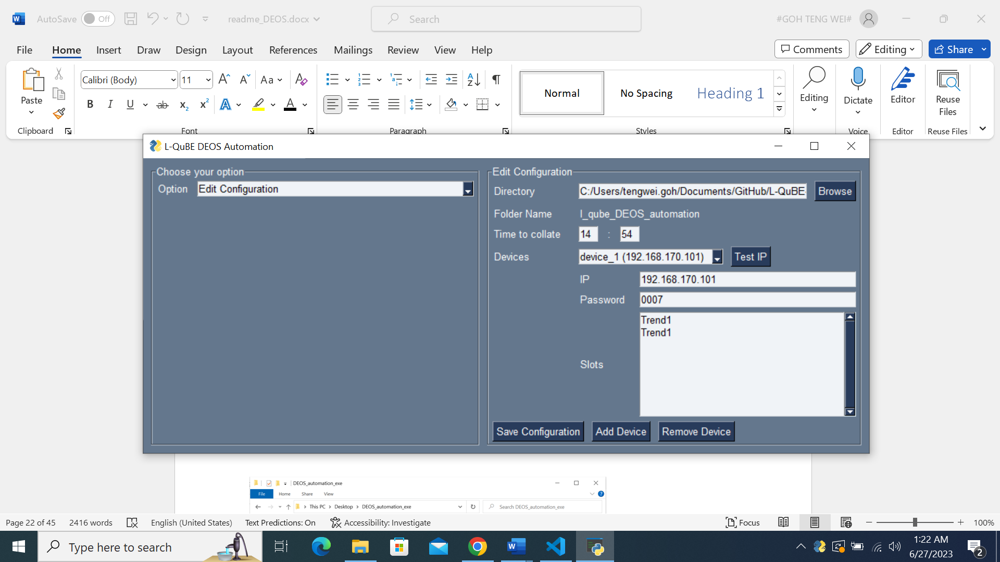 AutoSave Off readme_DEOS.docx Search #GOH TENG WEI#
File Home Insert Draw Design Layout References Mailings Review View Help Comments Editing Share
Paste
Calibri (Body) 11 Aa
Normal No Spacing Heading 1
Editing Dictate Editor Reuse Files
Clipboard Font Paragraph Styles Voice Editor Reuse Files
L-QuBE DEOS Automation
Choose your option
Option Edit Configuration
Edit Configuration
Directory C:/Users/tengwei.goh/Documents/GitHub/L-QuBE Browse
Folder Name l_qube_DEOS_automation
Time to collate 14 : 54
Devices device_1 (192.168.170.101) Test IP
IP 192.168.170.101
Password 0007
Trend1
Trend1
Slots
Save Configuration Add Device Remove Device
DEOS_automation_exe
File Home Share View
This PC Desktop DEOS_automation_exe Search DEOS_automation_exe
Page 22 of 45 2416 words English (United States) Text Predictions: On Accessibility: Investigate Focus 100%
Type here to search
1:22 AM
6/27/2023
2